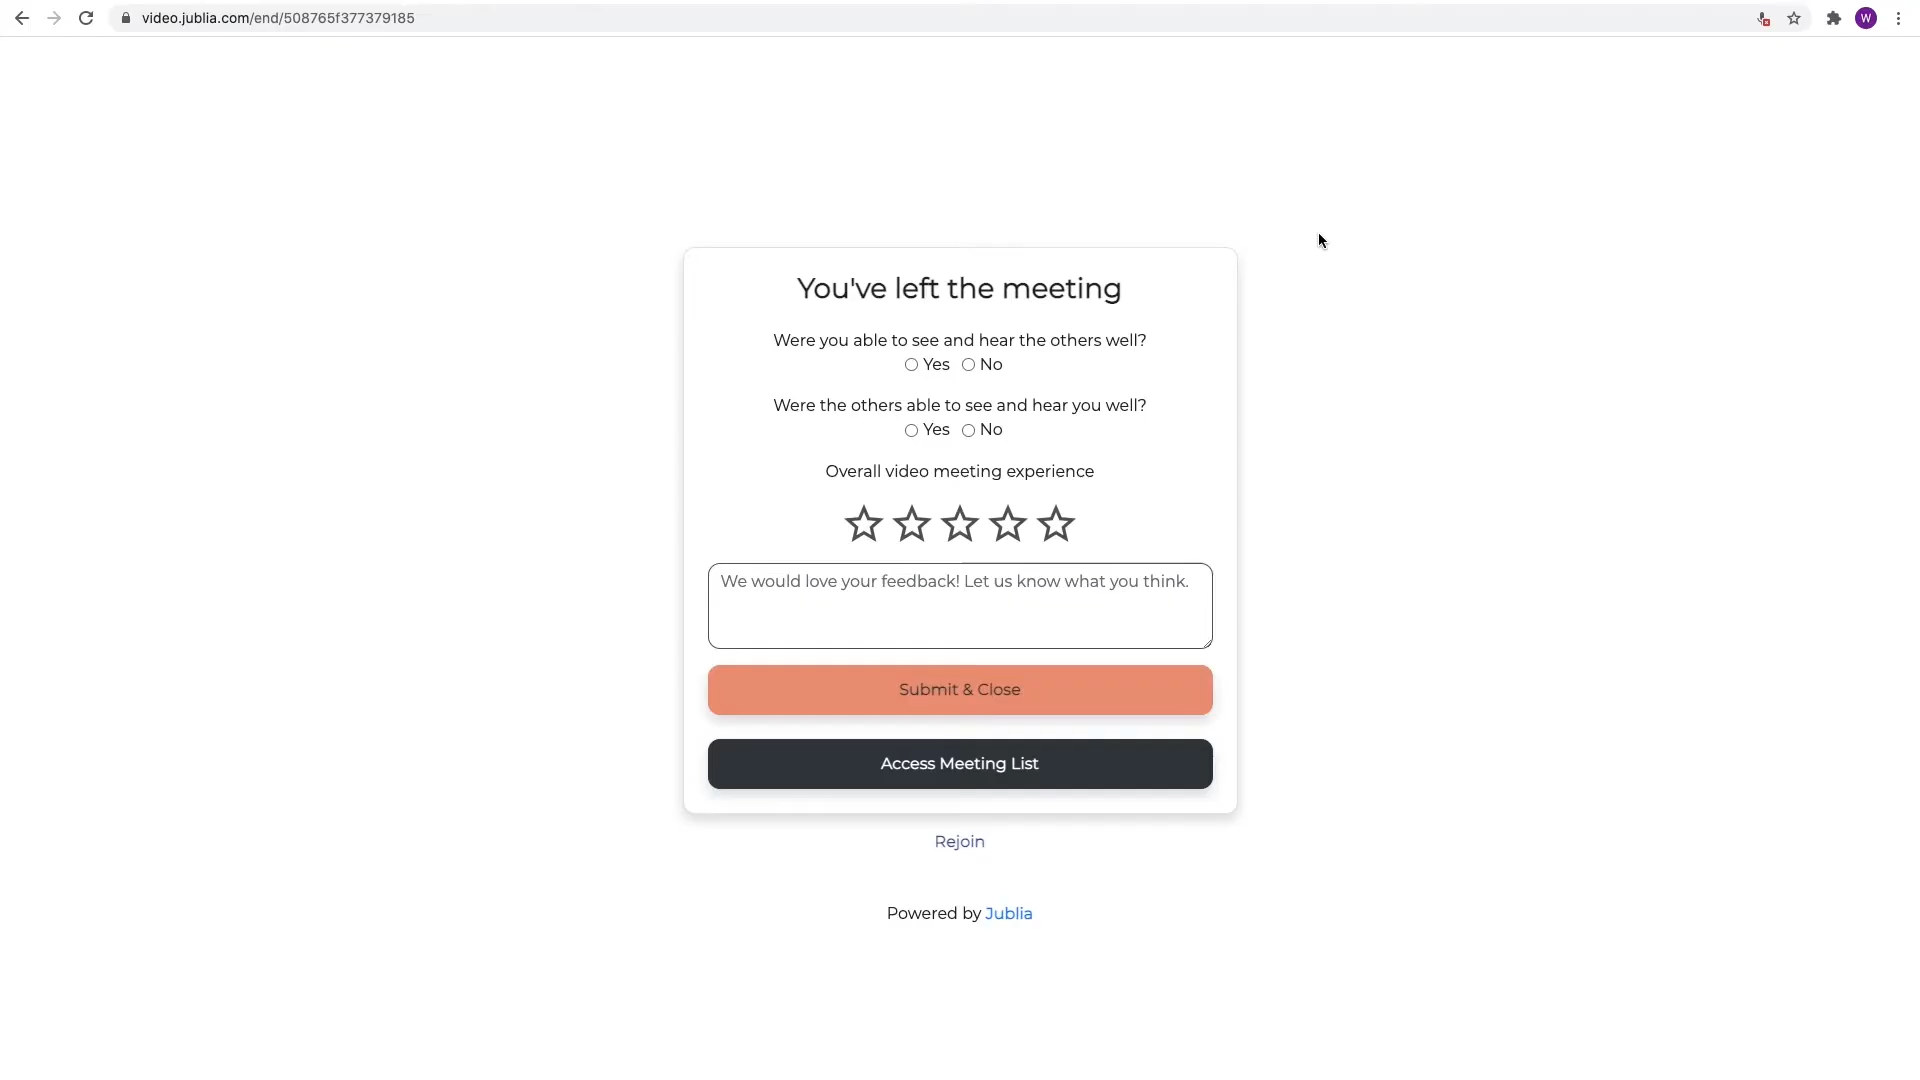 video.jublia.com/end/508765f377379185
W
You've left the meeting
Were you able to see and hear the others well?
Yes No
Were the others able to see and hear you well?
Yes No
Overall video meeting experience
We would love your feedback! Let us know what you think.
Submit & Close
Access Meeting List
Rejoin
Powered by Jublia